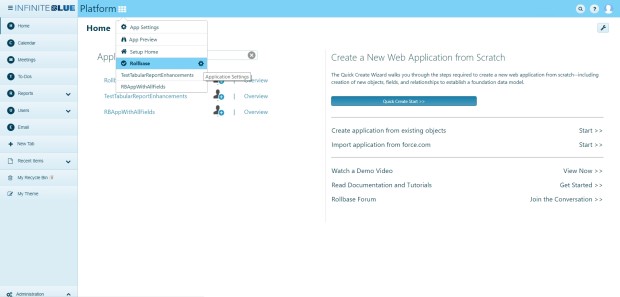 INFINITEBLUE Platform
Home
App Settings
App Preview
Setup Home
Rollbase
TestTabularReportEnhancements
RBAppWithAllFields
Application Settings
Home
Calendar
Meetings
To-Dos
Reports
Users
Email
New Tab
Recent Items
My Recycle Bin
My Theme
Administration
Overview
TestTabularReportEnhancements | Overview
RBAppWithAllFields | Overview
Create a New Web Application from Scratch
The Quick Create Wizard walks you through the steps required to create a new web application from scratch--including
creation of new objects, fields, and relationships to establish a foundation data model.
Quick Create Start >>
Create application from existing objects Start >>
Import application from force.com Start >>
Watch a Demo Video View Now >>
Read Documentation and Tutorials Get Started >>
Rollbase Forum Join the Conversation >>